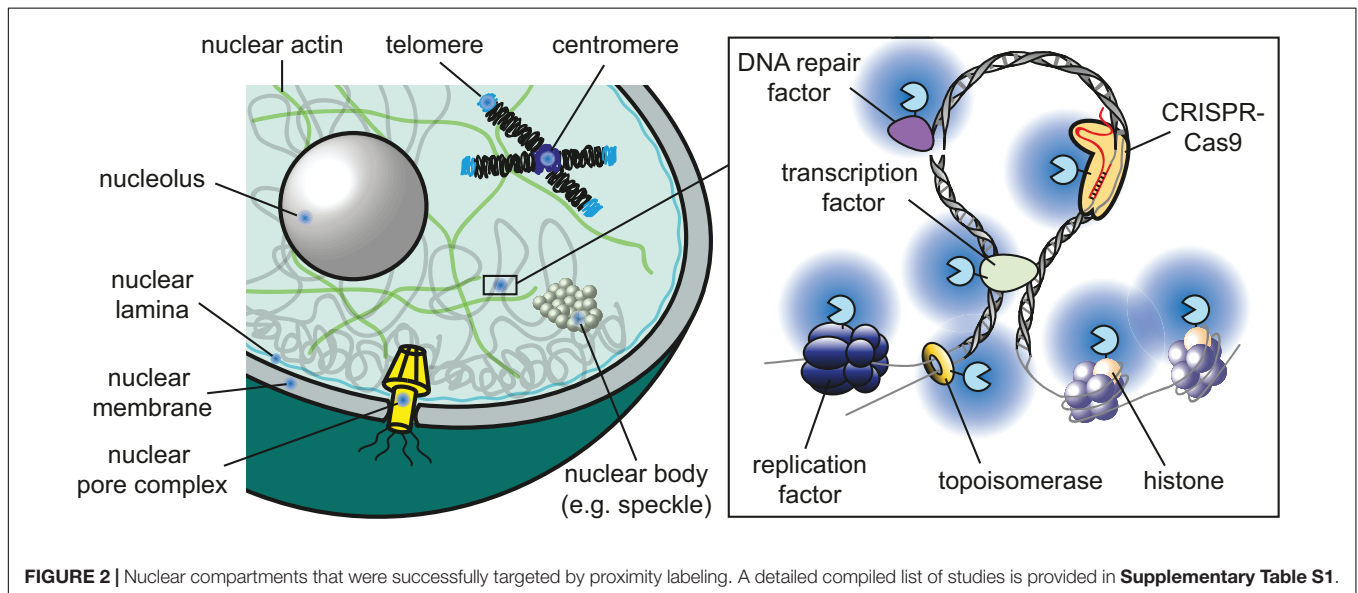 nuclear actin
telomere
centromere
nucleolus
nuclear
lamina
nuclear
membrane
nuclear
pore complex
nuclear body
(e.g. speckle)
DNA repair
factor
CRISPR-
Cas9
transcription
factor
replication
factor
topoisomerase
histone
FIGURE 2 | Nuclear compartments that were successfully targeted by proximity labeling. A detailed compiled list of studies is provided in Supplementary Table S1.